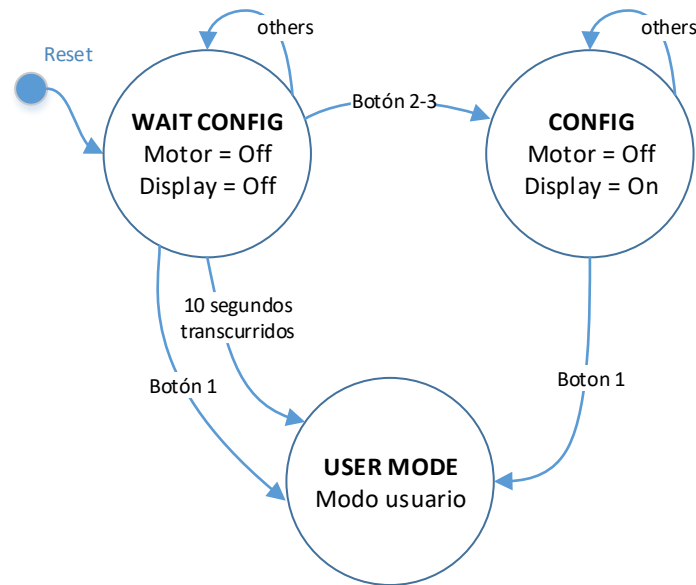 others
others
Reset
Botón 2-3
WAIT CONFIG
Motor = Off
Display = Off
CONFIG
Motor = Off
Display = On
10 segundos
transcurridos
Botón 1
Boton 1
USER MODE
Modo usuario